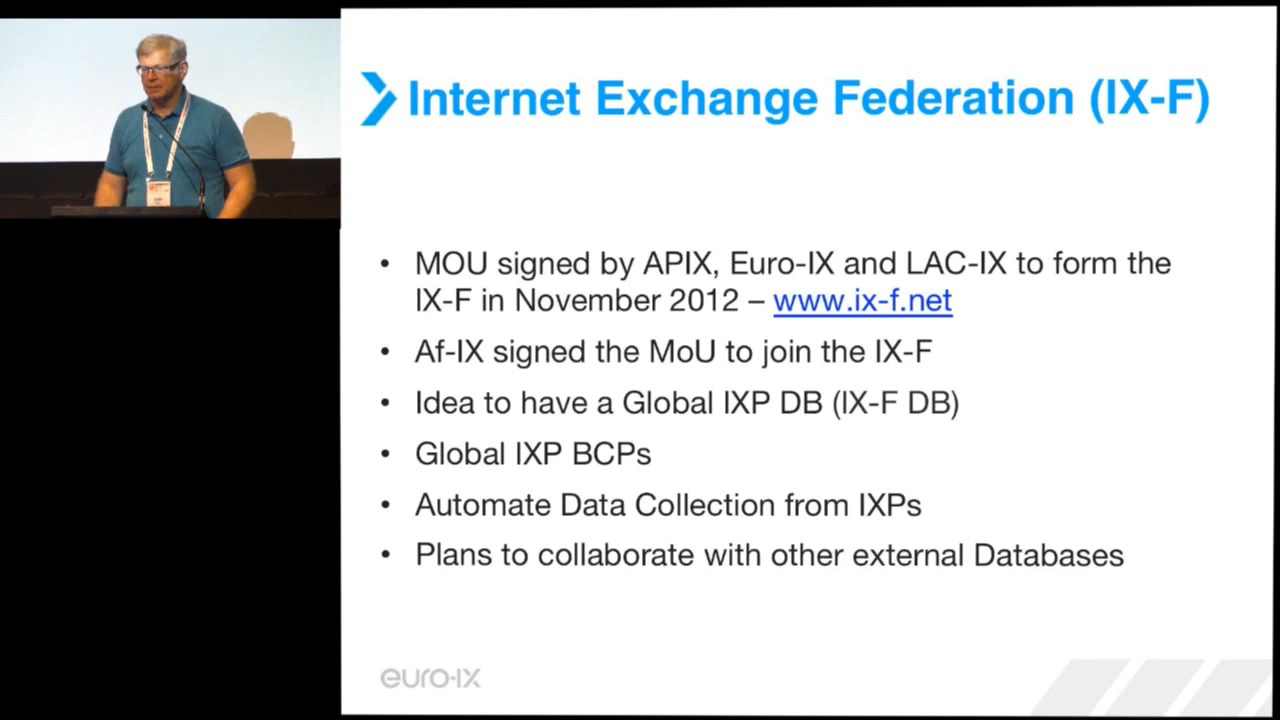 Internet Exchange Federation (IX-F)
• MOU signed by APIX, Euro-IX and LAC-IX to form the
IX-F in November 2012 – www.ix-f.net
• Af-IX signed the MoU to join the IX-F
• Idea to have a Global IXP DB (IX-F DB)
• Global IXP BCPs
• Automate Data Collection from IXPs
• Plans to collaborate with other external Databases
euro-ix